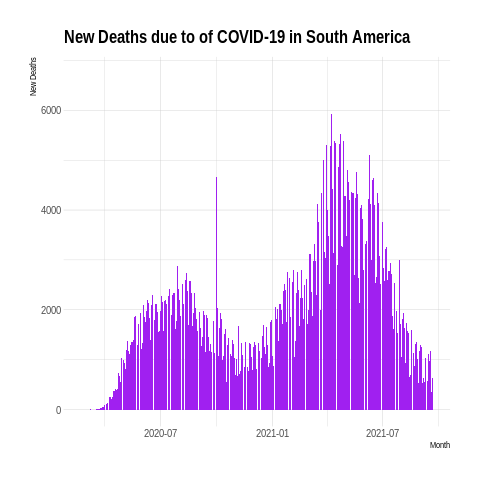 New Deaths due to of COVID-19 in South America
New Deaths
6000
4000
2000
0
2020-07
2021-01
2021-07
Month